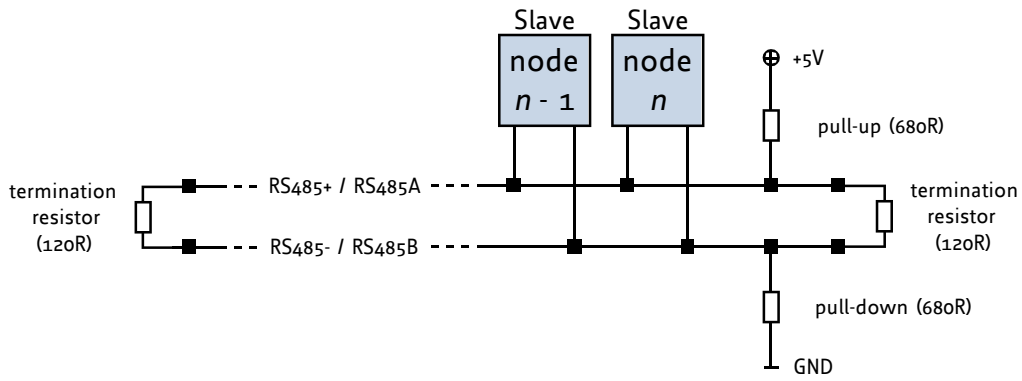 Slave
Slave
node
n - 1
node
n
+5V
pull-up (680R)
termination
resistor
(120R)
RS485+ / RS485A
RS485- / RS485B
termination
resistor
(120R)
pull-down (680R)
GND